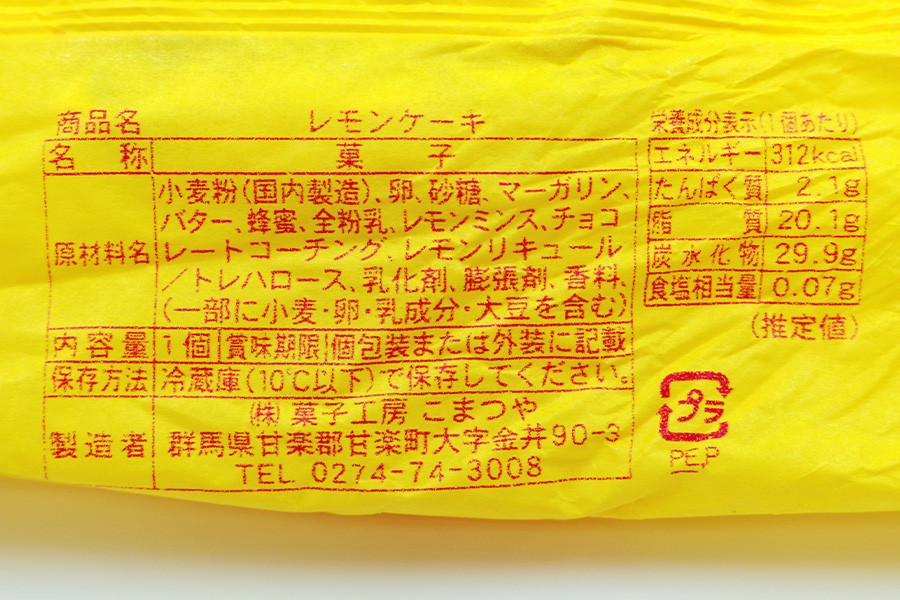 商品名 レモンケーキ
名称 菓子
原材料名 小麦粉(国内製造)、卵、砂糖、マーガリン、
バター、蜂蜜、全粉乳、レモンミンス、チョコ
レートコーチング、レモンリキュール
/トレハロース、乳化剤、膨張剤、香料、
(一部に小麦・卵・乳成分・大豆を含む)
内容量 1個 賞味期限 個包装または外装に記載
保存方法 冷蔵庫(10℃以下)で保存してください。
製造者 ㈱菓子工房 こまつや
群馬県甘楽郡甘楽町大字金井90-3
TEL 0274-74-3008
栄養成分表示(1個あたり)
エネルギー 312kcal
たんぱく質 2.1g
脂質 20.1g
炭水化物 29.9g
食塩相当量 0.07g
(推定値)
プラ
PE,P